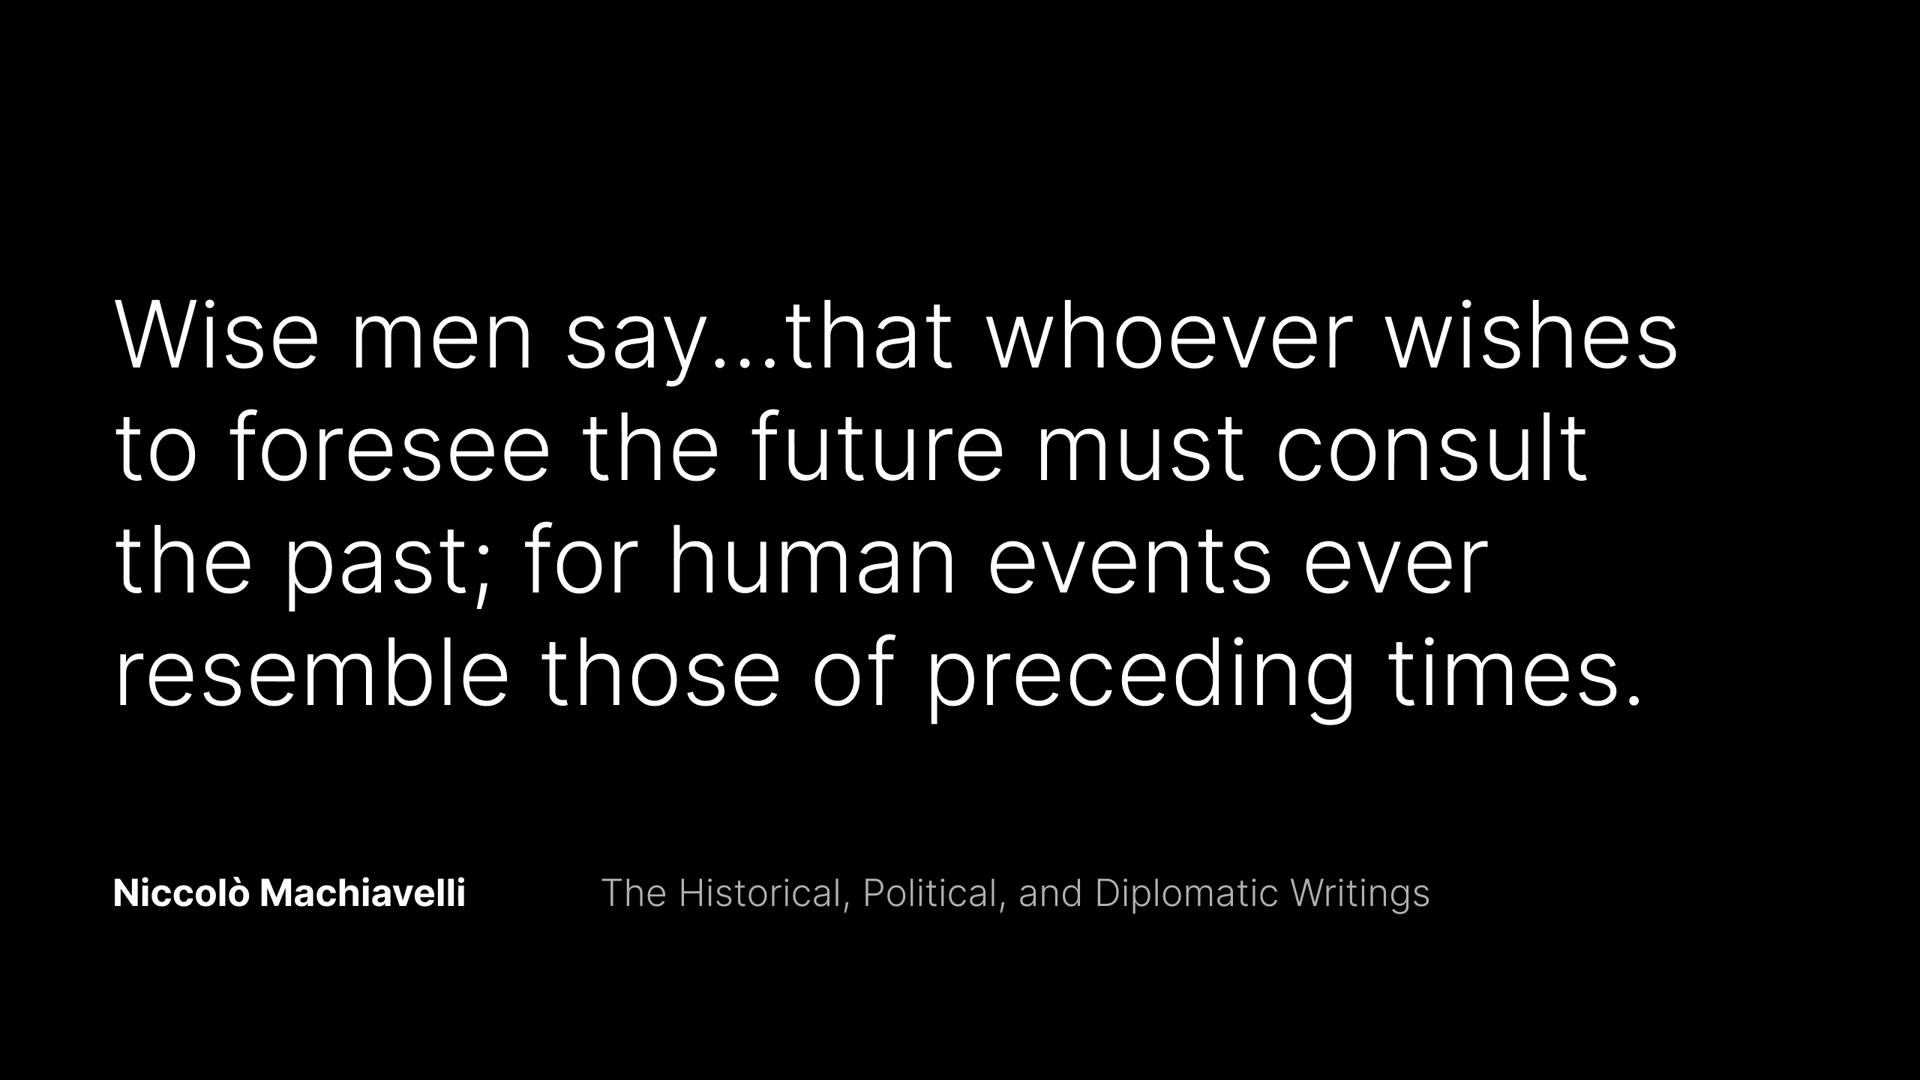 Wise men say...that whoever wishes
to foresee the future must consult
the past; for human events ever
resemble those of preceding times.
Niccolò Machiavelli The Historical, Political, and Diplomatic Writings